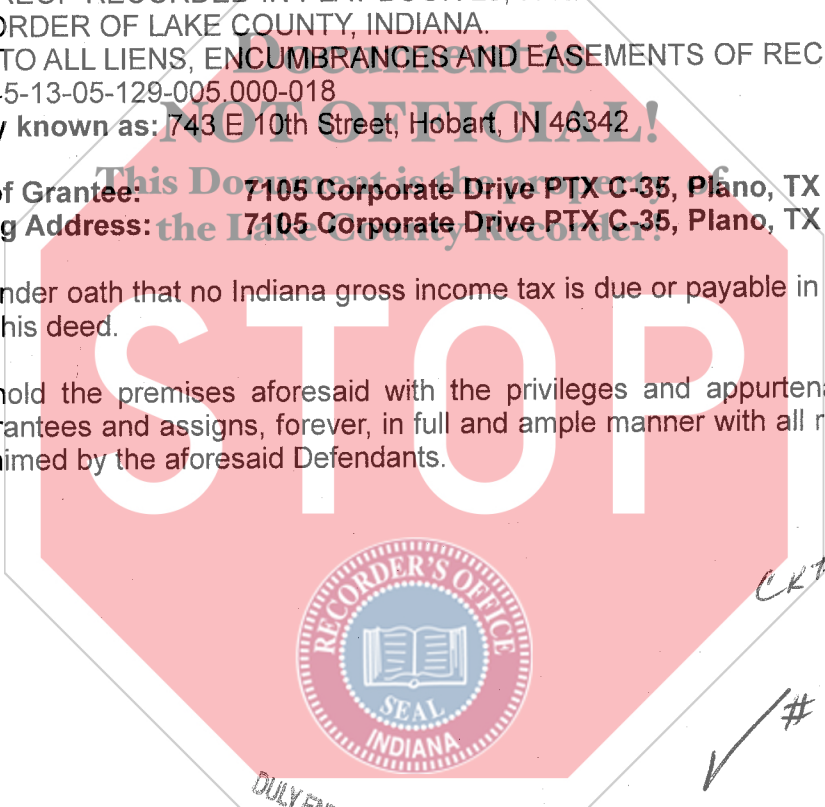 ORDER OF LAKE COUNTY, INDIANA.
TO ALL LIENS, ENCUMBRANCES AND EASEMENTS OF REC
5-13-05-129-005.000-018
known as: 743 E 10th Street, Hobart, IN 46342
of Grantee: 7105 Corporate Drive PTX C-35, Plano, TX
g Address: 7105 Corporate Drive PTX C-35, Plano, TX
nder oath that no Indiana gross income tax is due or payable in
his deed.
hold the premises aforesaid with the privileges and appurten
rantees and assigns, forever, in full and ample manner with all
imed by the aforesaid Defendants.
Document is
NOT OFFICIAL!
This Document is the property of
the Lake County Recorder!
STOP
RECORDER'S OFFICE
SEAL
INDIANA
#
DULY